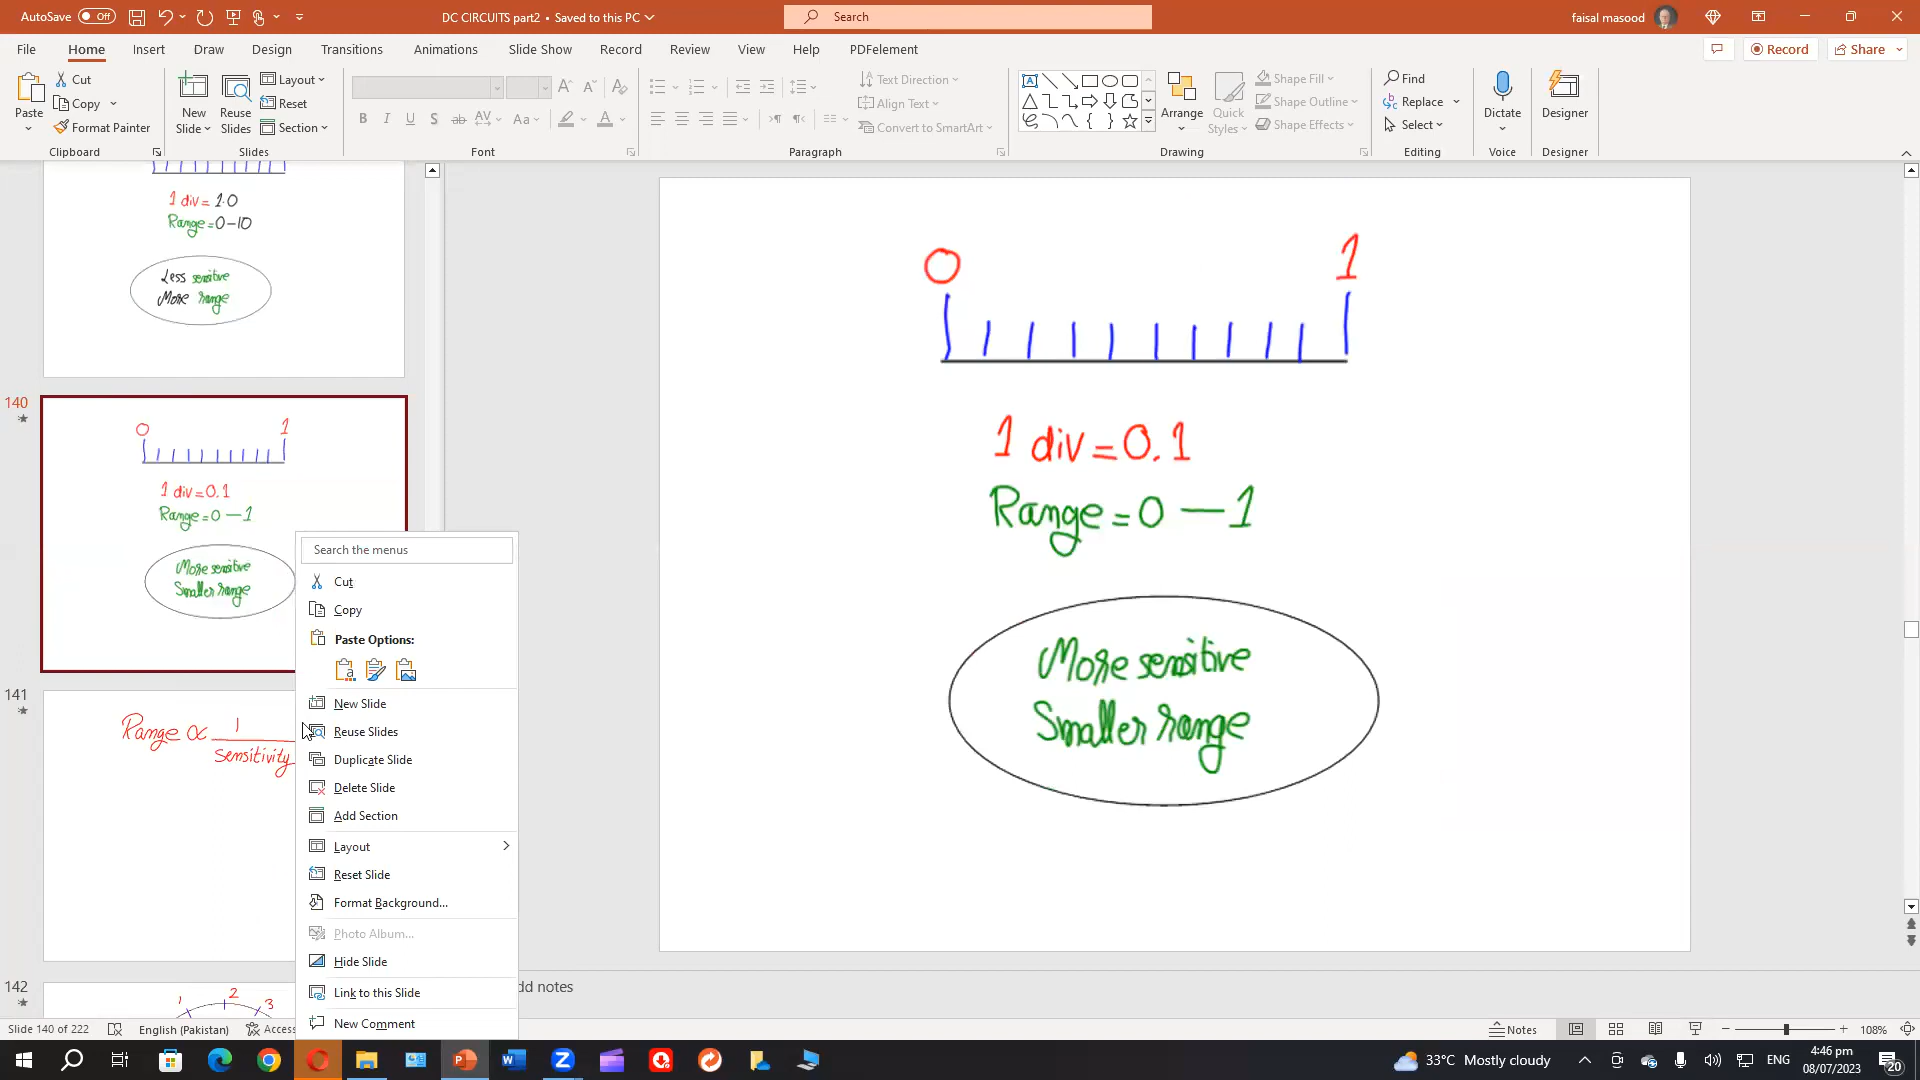 AutoSave Off
DC CIRCUITS part2 • Saved to this PC
Search
faisal masood
File Home Insert Draw Design Transitions Animations Slide Show Record Review View Help PDFelement
Record Share
Paste
Cut
Copy
Format Painter
Clipboard
New Slide
Reuse Slides
Layout
Reset
Section
Slides
B I U S ab AV Aa A
Font
Text Direction
Align Text
Convert to SmartArt
Paragraph
Arrange
Quick Styles
Shape Fill
Shape Outline
Shape Effects
Drawing
Find
Replace
Select
Editing
Dictate
Voice
Designer
Designer
1 div = 1.0
Range = 0-10
Less sensitive
More range
140
0 1
1 div = 0.1
Range = 0 — 1
More sensitive
Smaller range
141
Range ∝ 1
sensitivity
142
1 2 3
Search the menus
Cut
Copy
Paste Options:
New Slide
Reuse Slides
Duplicate Slide
Delete Slide
Add Section
Layout
Reset Slide
Format Background...
Photo Album...
Hide Slide
Link to this Slide
New Comment
0 1
1 div = 0.1
Range = 0 — 1
More sensitive
Smaller range
dd notes
Slide 140 of 222
English (Pakistan)
Access
Notes
108%
33°C Mostly cloudy
ENG
4:46 pm
08/07/2023
20